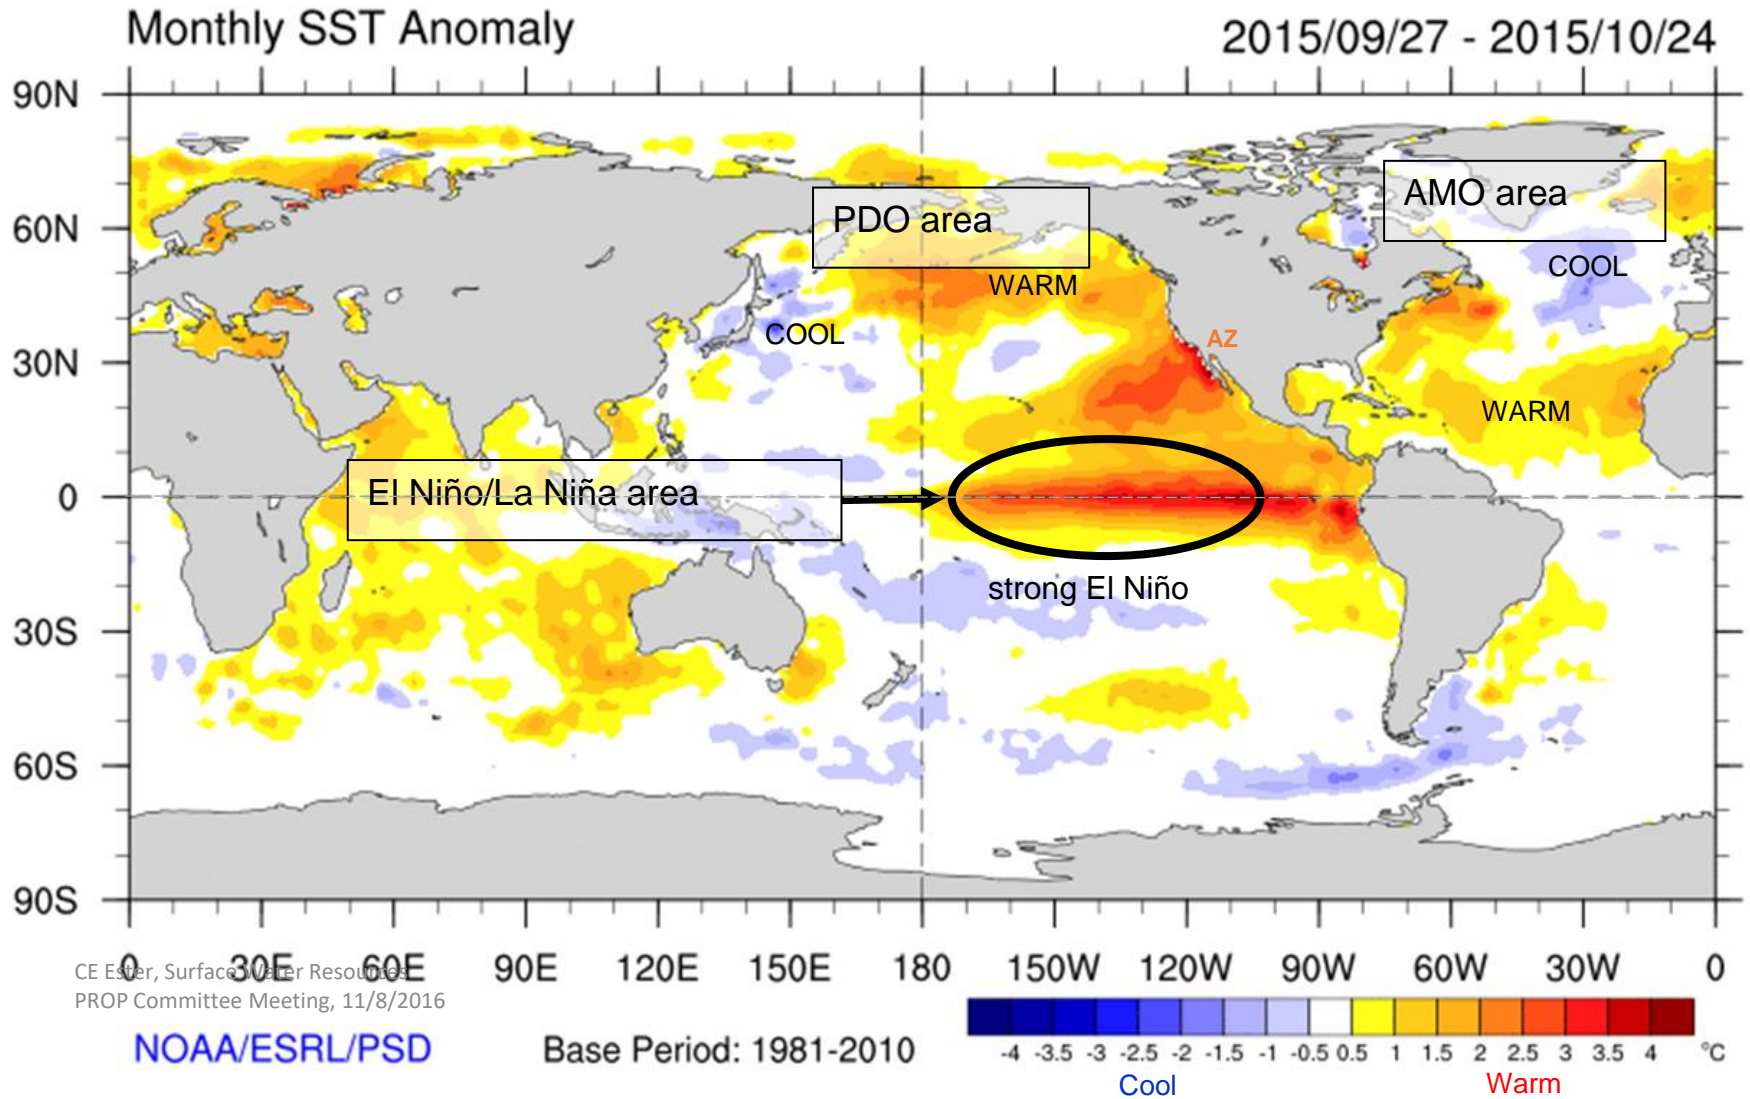 Monthly SST Anomaly
2015/09/27 - 2015/10/24
90N
60N
30N
0
30S
60S
90S
PDO area
AMO area
WARM
COOL
COOL
AZ
WARM
El Niño/La Niña area
strong El Niño
0 30E 60E 90E 120E 150E 180 150W 120W 90W 60W 30W 0
CE Ester, Surface Water Resources
PROP Committee Meeting, 11/8/2016
NOAA/ESRL/PSD
Base Period: 1981-2010
-4 -3.5 -3 -2.5 -2 -1.5 -1 -0.5 0.5 1 1.5 2 2.5 3 3.5 4 °C
Cool
Warm